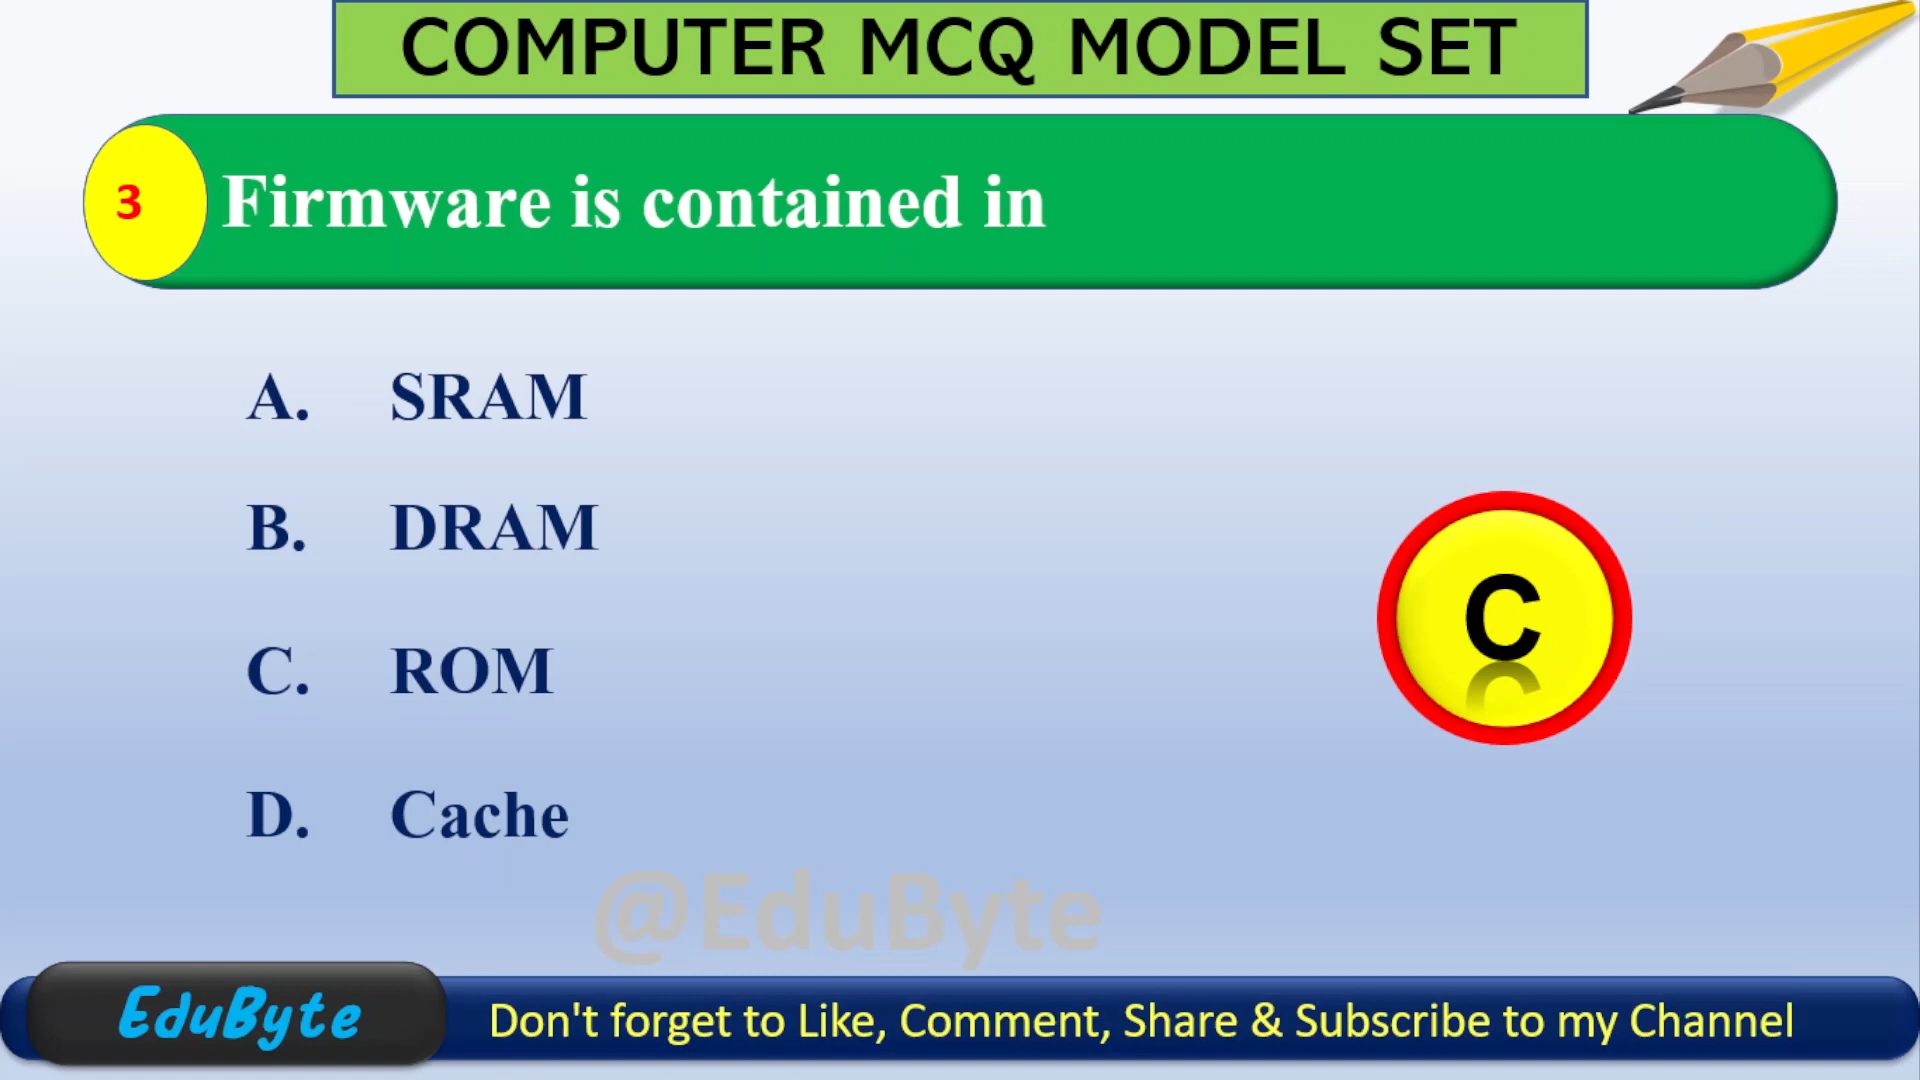 COMPUTER MCQ MODEL SET
3 Firmware is contained in
A. SRAM
B. DRAM
C. ROM
D. Cache
C
@EduByte
EduByte Don't forget to Like, Comment, Share & Subscribe to my Channel